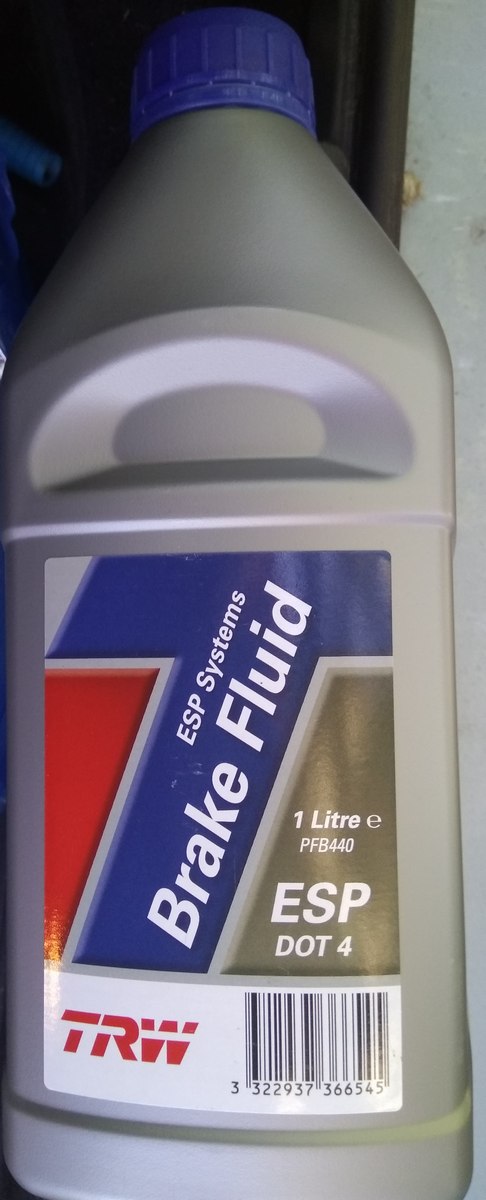 ESP Systems
Brake Fluid
1 Litre ℮
PFB440
ESP
DOT 4
TRW
3 322937 366545